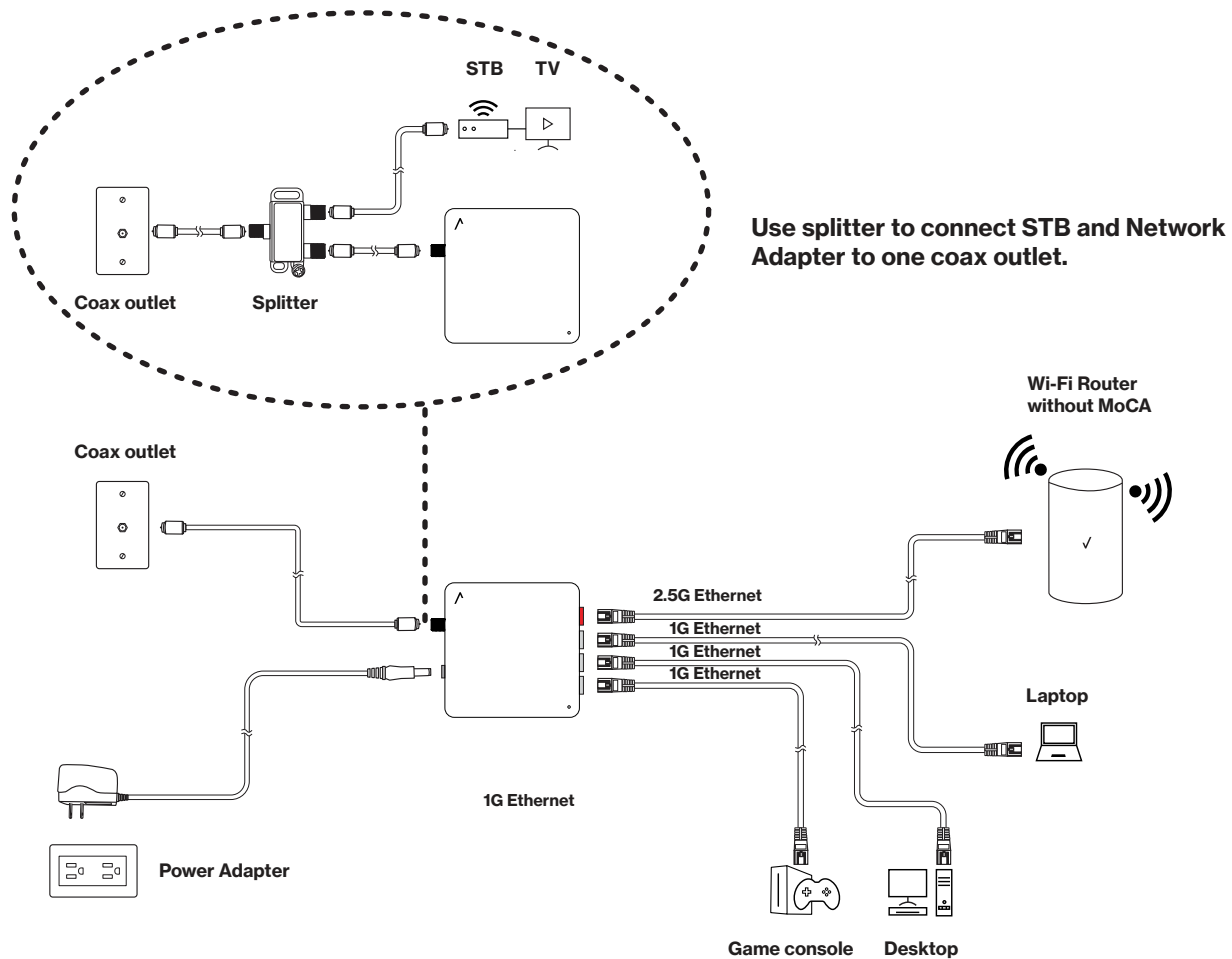 STB TV
Coax outlet
Splitter
Use splitter to connect STB and Network
Adapter to one coax outlet.
Wi-Fi Router
without MoCA
Coax outlet
2.5G Ethernet
1G Ethernet
1G Ethernet
1G Ethernet
Laptop
1G Ethernet
Power Adapter
Game console
Desktop